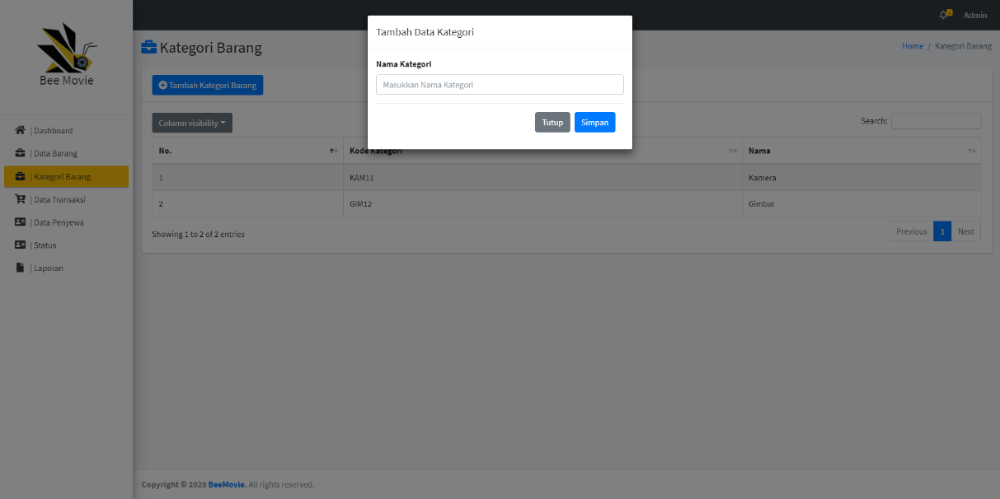 Bee Movie
| Dashboard
| Data Barang
| Kategori Barang
| Data Transaksi
| Data Penyewa
| Status
| Laporan
Admin
Kategori Barang
Home / Kategori Barang
Tambah Kategori Barang
Tambah Data Kategori
Nama Kategori
Masukkan Nama Kategori
Tutup Simpan
Column visibility
Search:
No. Kode Kategori Nama
1 KAM11 Kamera
2 GIM12 Gimbal
Showing 1 to 2 of 2 entries
Previous 1 Next
Copyright © 2020 BeeMovie. All rights reserved.